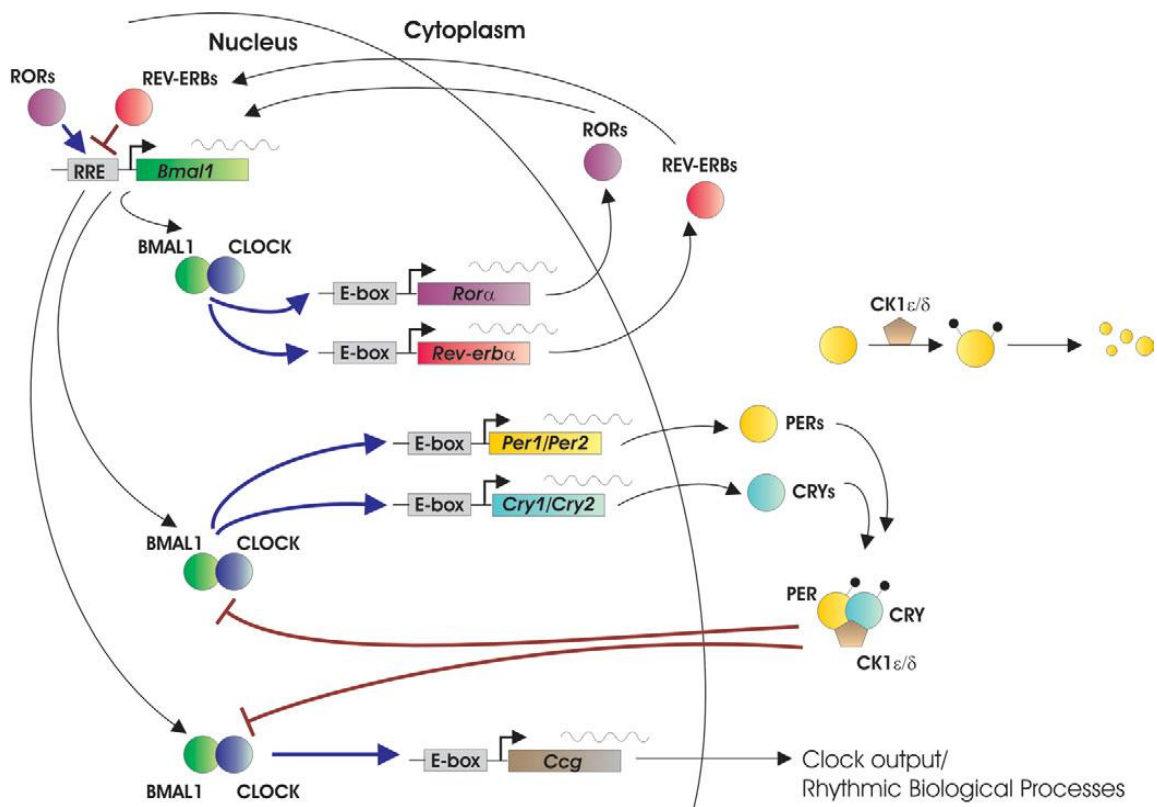 Nucleus
Cytoplasm
RORs
REV-ERBs
RRE
Bmal1
RORs
REV-ERBs
BMAL1
CLOCK
E-box
Rorα
E-box
Rev-erbα
CK1ε/δ
E-box
Per1/Per2
PERs
E-box
Cry1/Cry2
CRYs
BMAL1
CLOCK
PER
CRY
CK1ε/δ
BMAL1
CLOCK
E-box
Ccg
Clock output/
Rhythmic Biological Processes